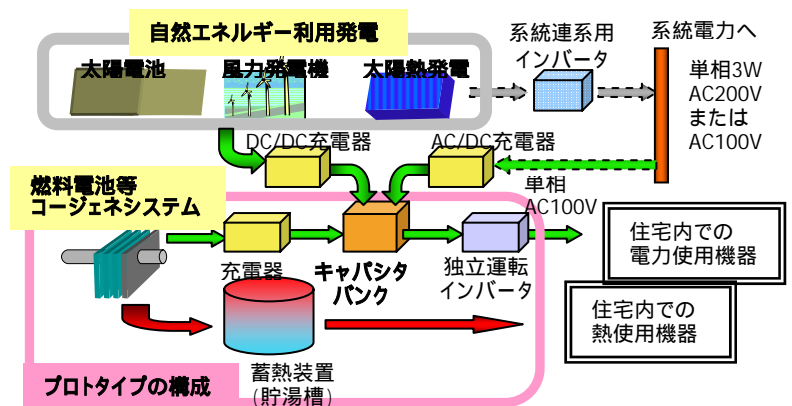 自然エネルギー利用発電
太陽電池
風力発電機
太陽熱発電
系統連系用
インバータ
系統電力へ
単相3W
AC200V
または
AC100V
DC/DC充電器
AC/DC充電器
単相
AC100V
燃料電池等
コージェネシステム
充電器
キャパシタ
バンク
独立運転
インバータ
住宅内での
電力使用機器
住宅内での
熱使用機器
蓄熱装置
(貯湯槽)
プロトタイプの構成